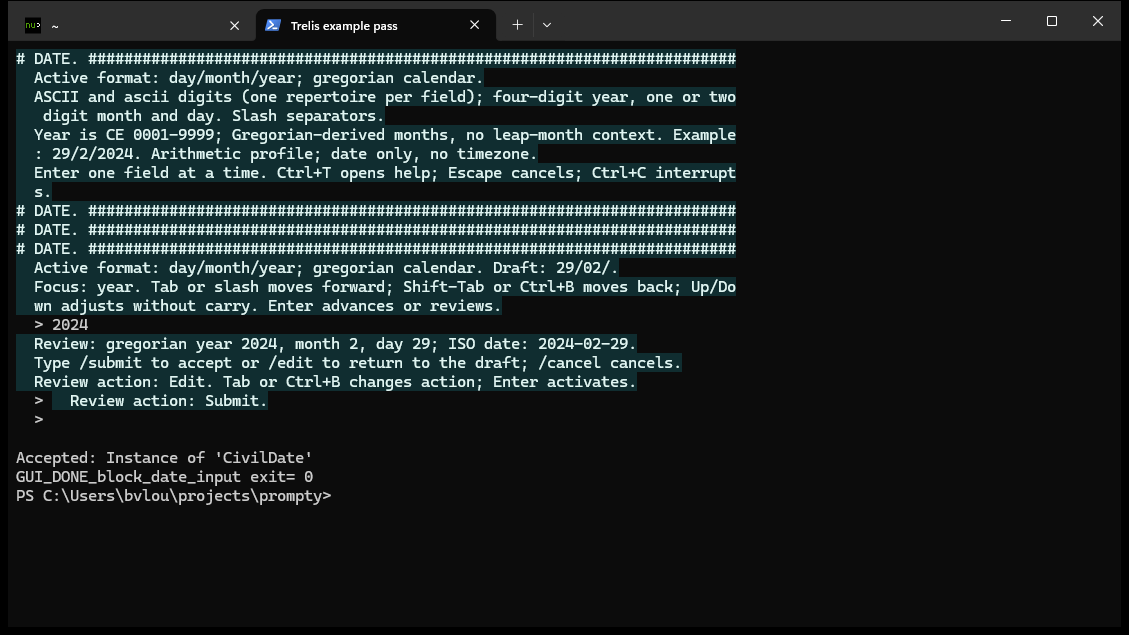 nu> ~
Trelis example pass
# DATE. ########################################################################
Active format: day/month/year; gregorian calendar.
ASCII and ascii digits (one repertoire per field); four-digit year, one or two
digit month and day. Slash separators.
Year is CE 0001-9999; Gregorian-derived months, no leap-month context. Example
: 29/2/2024. Arithmetic profile; date only, no timezone.
Enter one field at a time. Ctrl+T opens help; Escape cancels; Ctrl+C interrupt
s.
# DATE. ########################################################################
# DATE. ########################################################################
# DATE. ########################################################################
Active format: day/month/year; gregorian calendar. Draft: 29/02/.
Focus: year. Tab or slash moves forward; Shift-Tab or Ctrl+B moves back; Up/Do
wn adjusts without carry. Enter advances or reviews.
> 2024
Review: gregorian year 2024, month 2, day 29; ISO date: 2024-02-29.
Type /submit to accept or /edit to return to the draft; /cancel cancels.
Review action: Edit. Tab or Ctrl+B changes action; Enter activates.
> Review action: Submit.
>
Accepted: Instance of 'CivilDate'
GUI_DONE_block_date_input exit= 0
PS C:\Users\bvlou\projects\prompty>